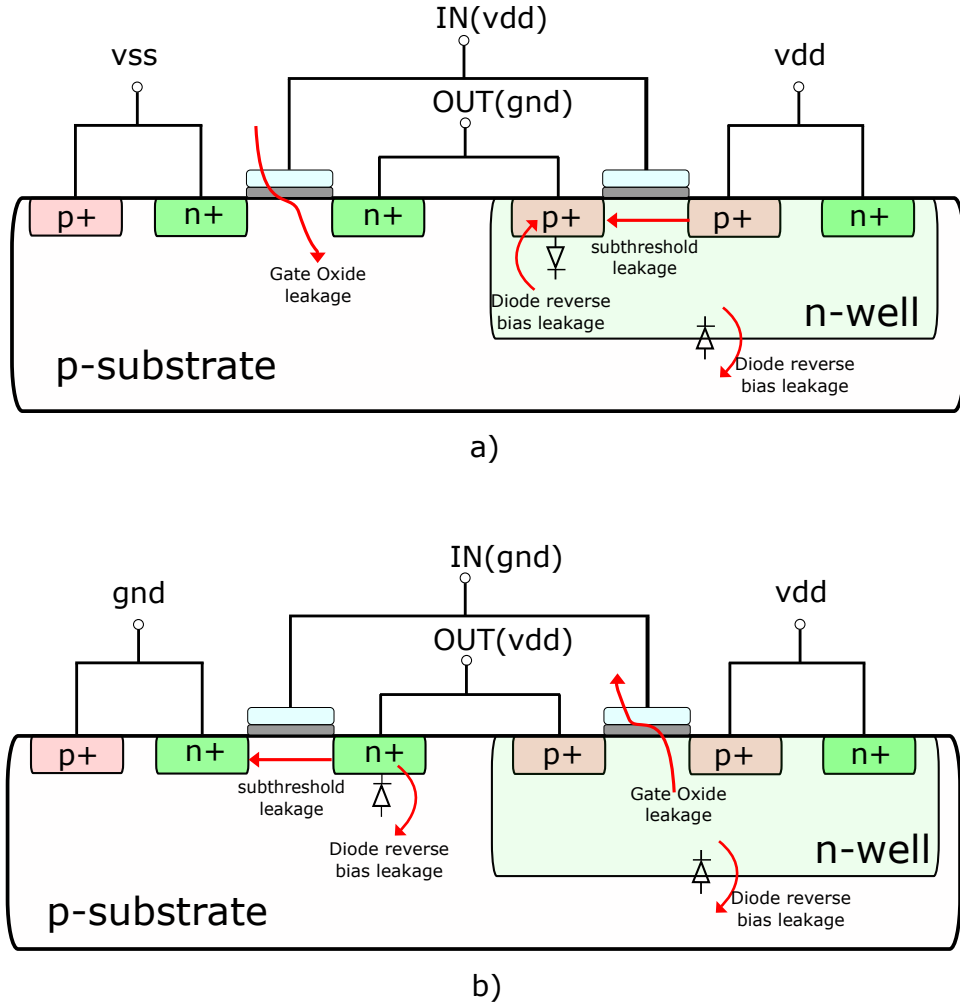 IN(vdd)
vss
vdd
OUT(gnd)
p+
n+
n+
p+
p+
n+
subthreshold
leakage
Gate Oxide
leakage
Diode reverse
bias leakage
n-well
p-substrate
Diode reverse
bias leakage
a)
IN(gnd)
gnd
vdd
OUT(vdd)
p+
n+
n+
p+
p+
n+
subthreshold
leakage
Gate Oxide
leakage
Diode reverse
bias leakage
n-well
p-substrate
Diode reverse
bias leakage
b)